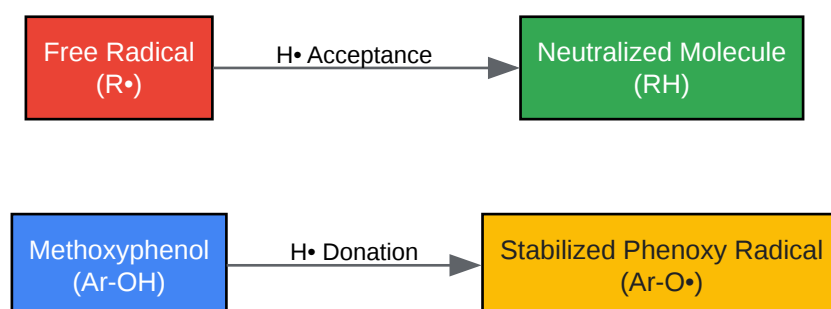 Free Radical
(R•)
H• Acceptance
Neutralized Molecule
(RH)
Methoxyphenol
(Ar-OH)
H• Donation
Stabilized Phenoxy Radical
(Ar-O•)